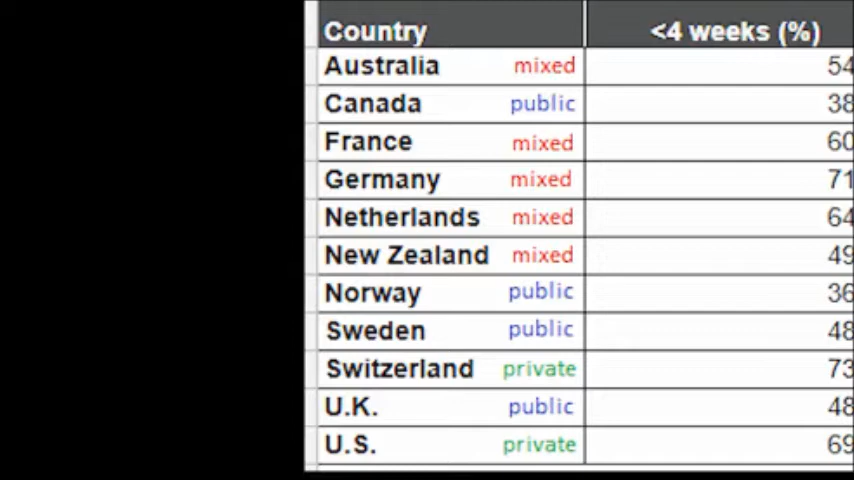 Country <4 weeks (%)
Australia mixed 54
Canada public 38
France mixed 60
Germany mixed 71
Netherlands mixed 64
New Zealand mixed 49
Norway public 36
Sweden public 48
Switzerland private 73
U.K. public 48
U.S. private 69